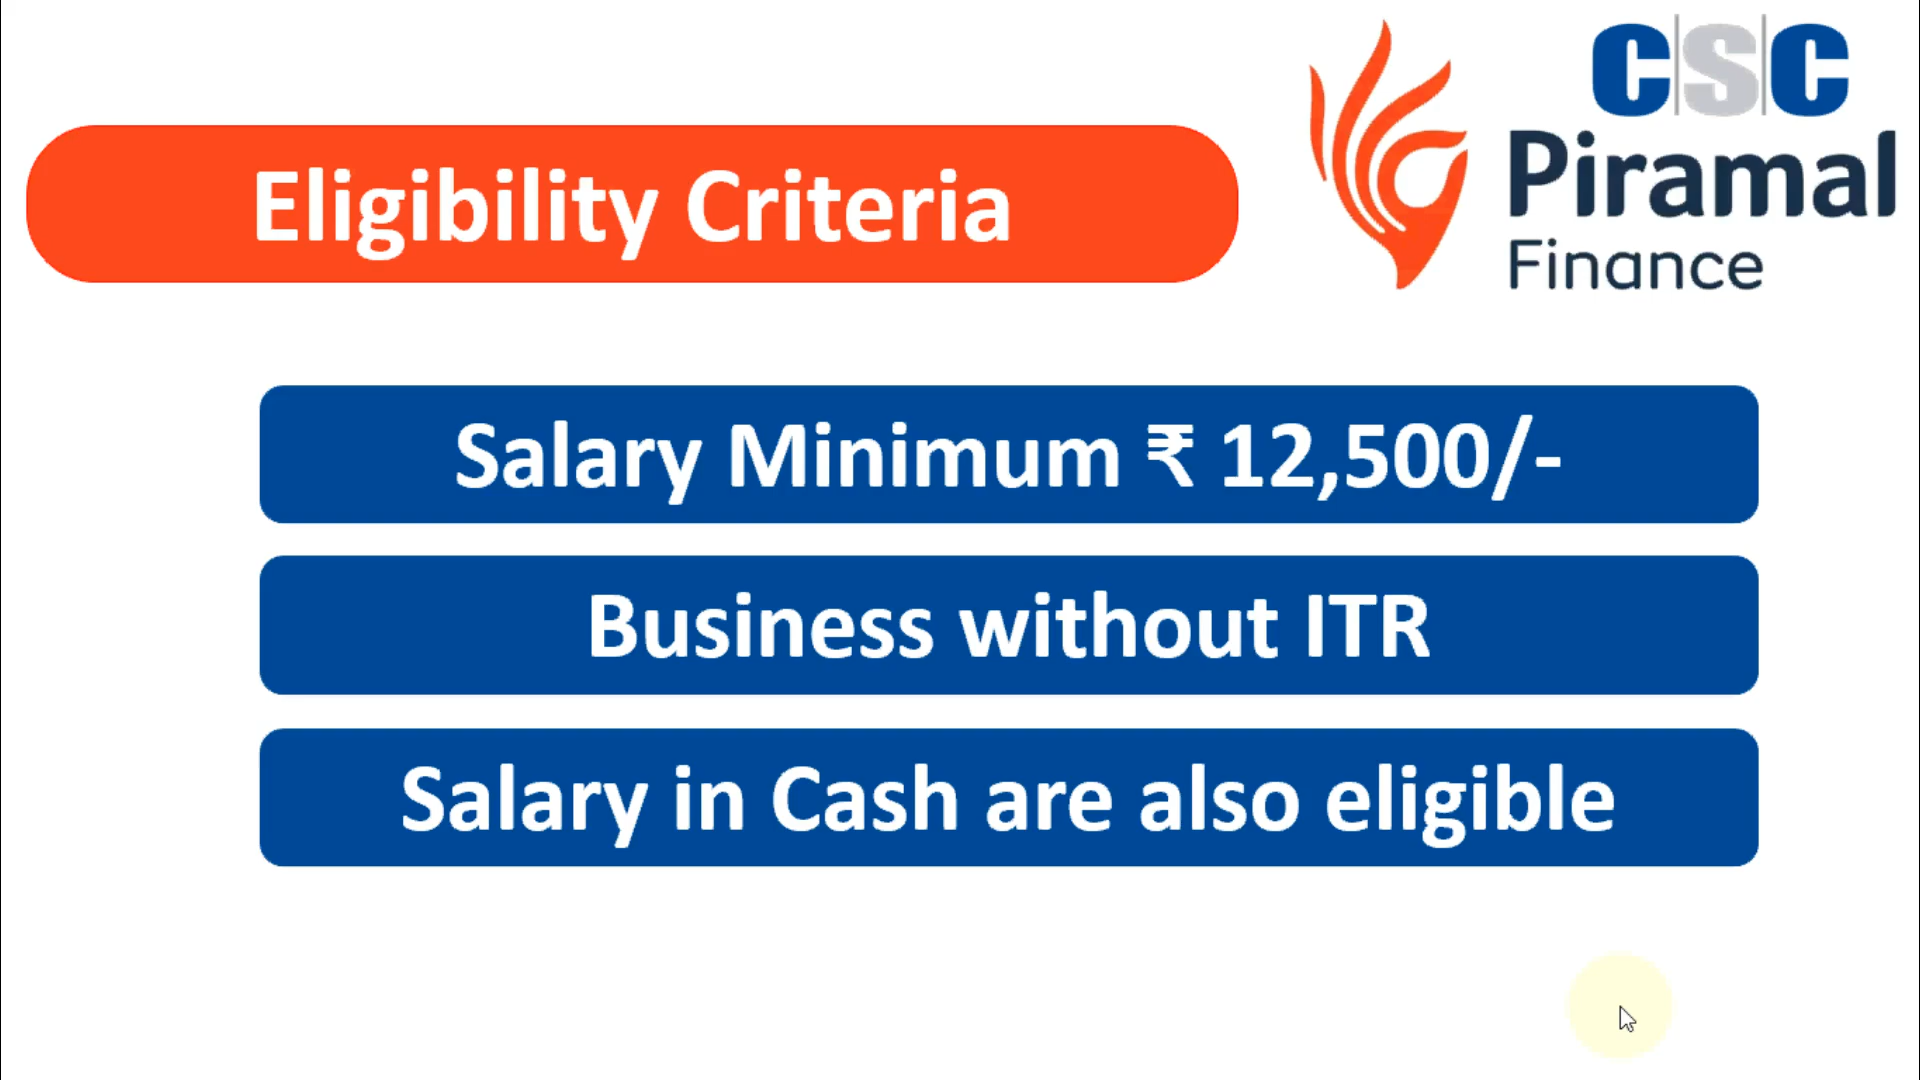 CSC
Piramal
Finance
Eligibility Criteria
Salary Minimum ₹ 12,500/-
Business without ITR
Salary in Cash are also eligible